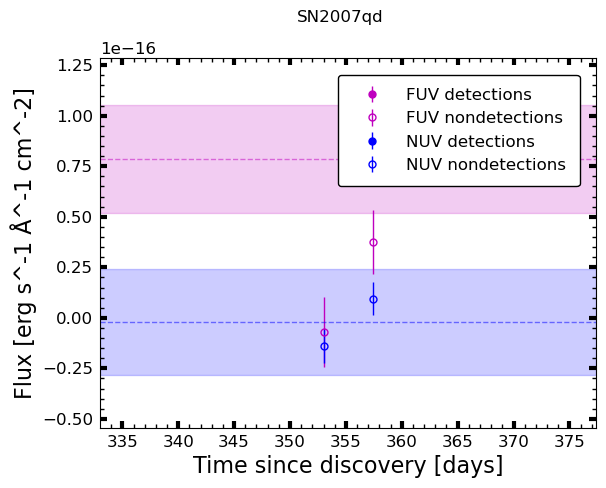 SN2007qd
1e−16
FUV detections
FUV nondetections
NUV detections
NUV nondetections
1.25
1.00
0.75
0.50
0.25
0.00
−0.25
−0.50
Flux [erg s^-1 Å^-1 cm^-2]
335 340 345 350 355 360 365 370 375
Time since discovery [days]